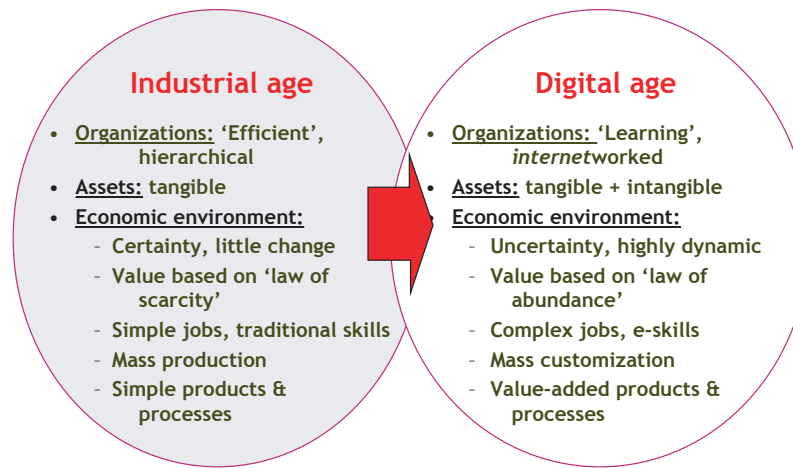 Industrial age
• Organizations: ‘Efficient’,
hierarchical
• Assets: tangible
• Economic environment:
– Certainty, little change
– Value based on ‘law of
scarcity’
– Simple jobs, traditional skills
– Mass production
– Simple products &
processes
Digital age
• Organizations: ‘Learning’,
internetworked
• Assets: tangible + intangible
• Economic environment:
– Uncertainty, highly dynamic
– Value based on ‘law of
abundance’
– Complex jobs, e-skills
– Mass customization
– Value-added products &
processes